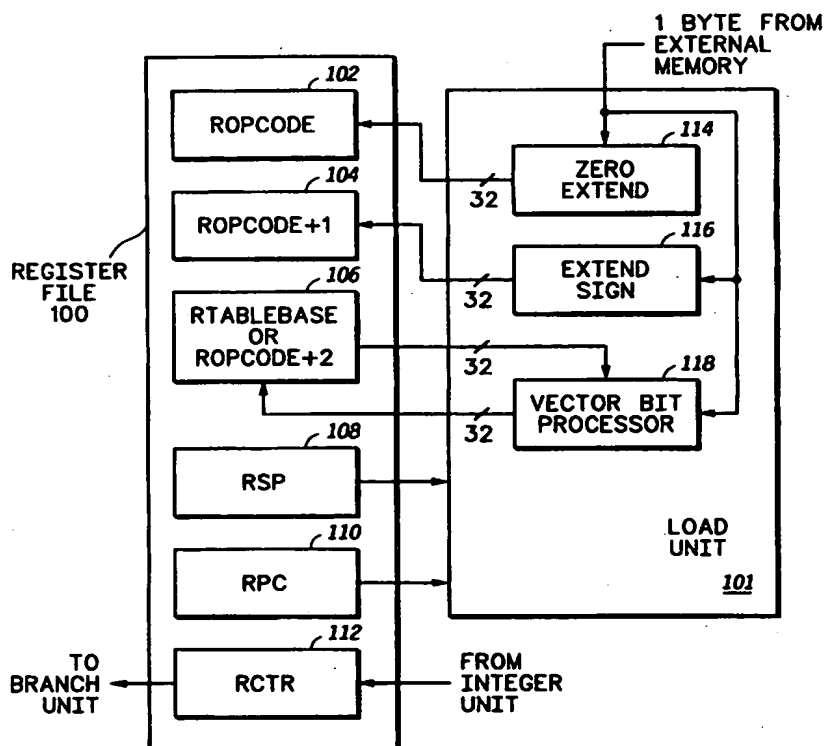 1 BYTE FROM
EXTERNAL
MEMORY
102
ROPCODE
104
ROPCODE+1
106
RTABLEBASE
OR
ROPCODE+2
108
RSP
110
RPC
112
RCTR
REGISTER
FILE
100
TO
BRANCH
UNIT
114
ZERO
EXTEND
32
116
EXTEND
SIGN
32
32
118
VECTOR BIT
PROCESSOR
32
LOAD
UNIT
101
FROM
INTEGER
UNIT